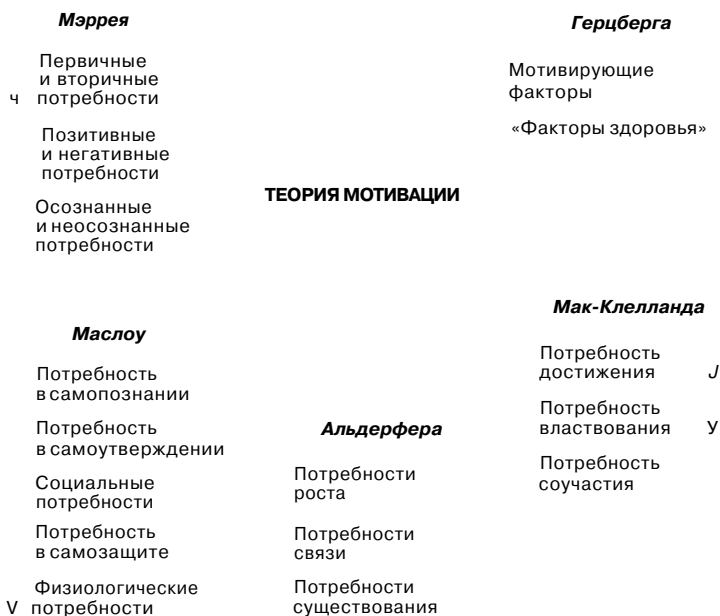 Мэррея
Первичные
и вторичные
ч потребности
Позитивные
и негативные
потребности
Осознанные
и неосознанные
потребности
Герцберга
Мотивирующие
факторы
«Факторы здоровья»
ТЕОРИЯ МОТИВАЦИИ
Маслоу
Потребность
в самопознании
Потребность
в самоутверждении
Социальные
потребности
Потребность
в самозащите
Физиологические
V потребности
Альдерфера
Потребности
роста
Потребности
связи
Потребности
существования
Мак-Клелланда
Потребность
достижения J
Потребность
властвования У
Потребность
соучастия